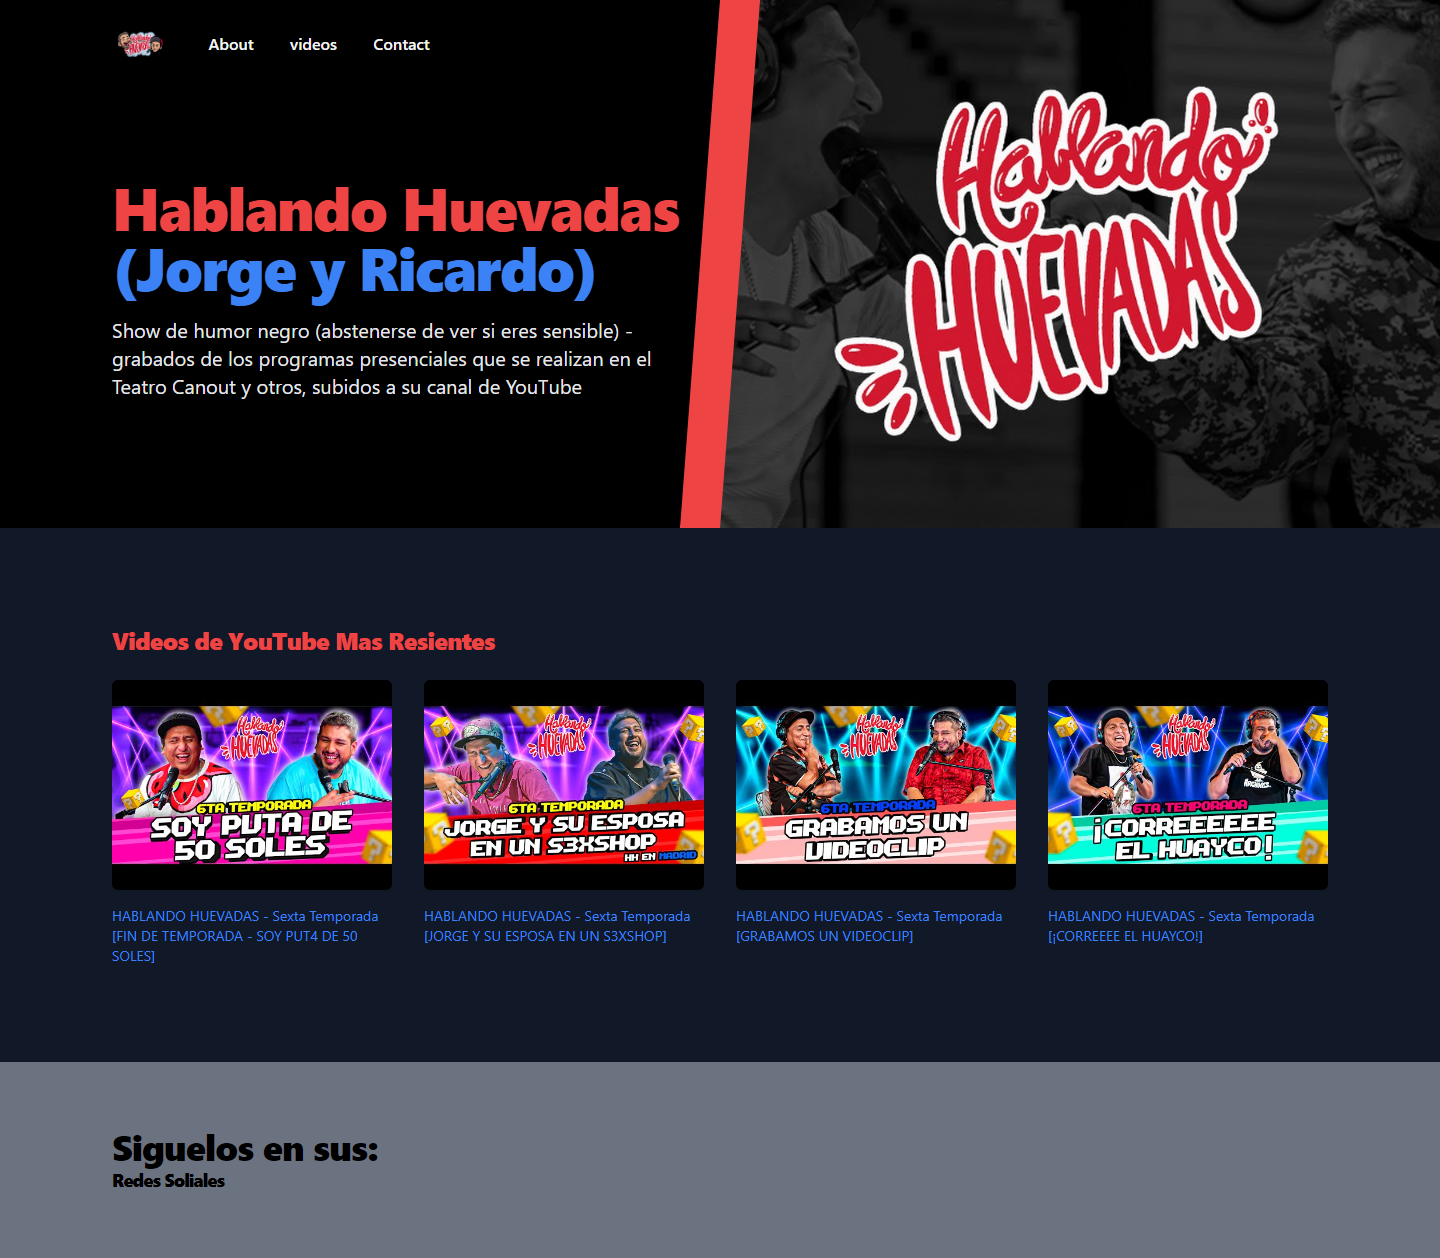 About videos Contact
Hablando Huevadas
(Jorge y Ricardo)
Show de humor negro (abstenerse de ver si eres sensible) -
grabados de los programas presenciales que se realizan en el
Teatro Canout y otros, subidos a su canal de YouTube
Hablando
HUEVADAS
Videos de YouTube Mas Resientes
Hablando
HUEVADAS
6TA TEMPORADA
SOY PUTA DE
50 SOLES
HABLANDO HUEVADAS - Sexta Temporada
[FIN DE TEMPORADA - SOY PUT4 DE 50
SOLES]
Hablando
HUEVADAS
6TA TEMPORADA
JORGE Y SU ESPOSA
EN UN S3XSHOP
HH EN MADRID
HABLANDO HUEVADAS - Sexta Temporada
[JORGE Y SU ESPOSA EN UN S3XSHOP]
Hablando
HUEVADAS
6TA TEMPORADA
GRABAMOS UN
VIDEOCLIP
HABLANDO HUEVADAS - Sexta Temporada
[GRABAMOS UN VIDEOCLIP]
Hablando
HUEVADAS
6TA TEMPORADA
¡CORREEEEEE
EL HUAYCO!
HABLANDO HUEVADAS - Sexta Temporada
[¡CORREEEE EL HUAYCO!]
Siguelos en sus:
Redes Soliales